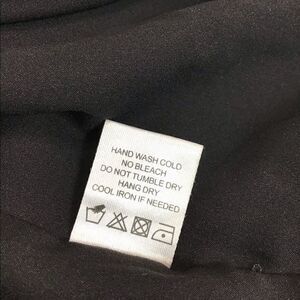 HAND WASH COLD
NO BLEACH
DO NOT TUMBLE DRY
HANG DRY
COOL IRON IF NEEDED